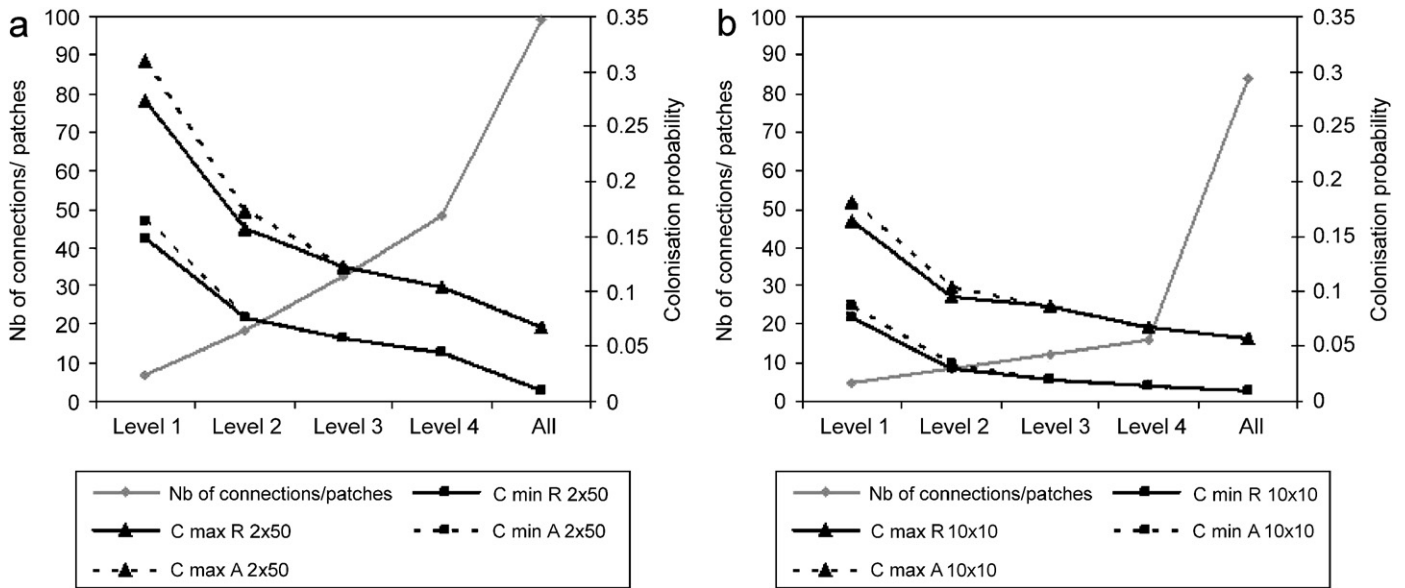 a
Nb of connections/ patches
100
90
80
70
60
50
40
30
20
10
0
0.35
0.3
0.25
0.2
0.15
0.1
0.05
0
Colonisation probability
Level 1 Level 2 Level 3 Level 4 All
Nb of connections/patches C min R 2x50
C max R 2x50 C min A 2x50
C max A 2x50
b
Nb of connections/ patches
100
90
80
70
60
50
40
30
20
10
0
0.35
0.3
0.25
0.2
0.15
0.1
0.05
0
Colonisation probability
Level 1 Level 2 Level 3 Level 4 All
Nb of connections/patches C min R 10x10
C max R 10x10 C min A 10x10
C max A 10x10